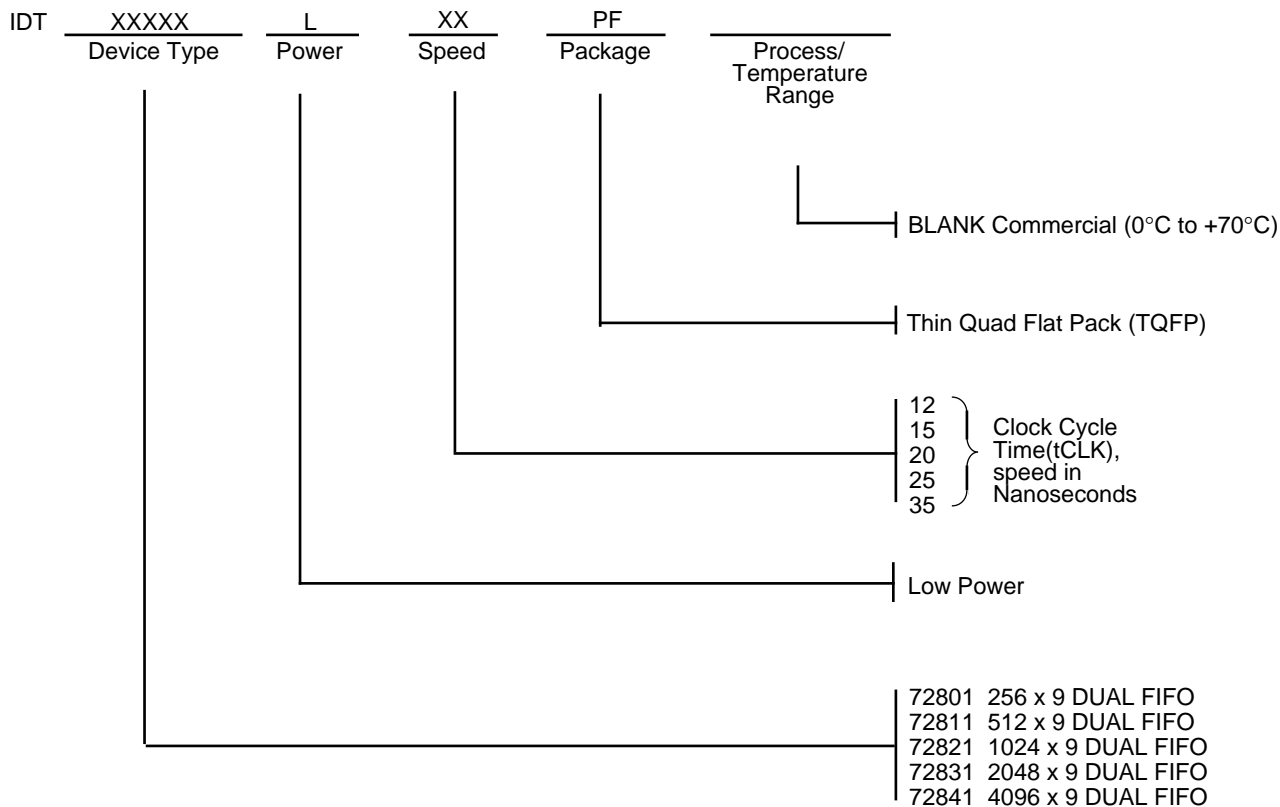 IDT XXXXX L XX PF
Device Type Power Speed Package Process/
Temperature
Range
BLANK Commercial (0°C to +70°C)
Thin Quad Flat Pack (TQFP)
12
15
20
25
35
Clock Cycle
Time(tCLK),
speed in
Nanoseconds
Low Power
72801 256 x 9 DUAL FIFO
72811 512 x 9 DUAL FIFO
72821 1024 x 9 DUAL FIFO
72831 2048 x 9 DUAL FIFO
72841 4096 x 9 DUAL FIFO